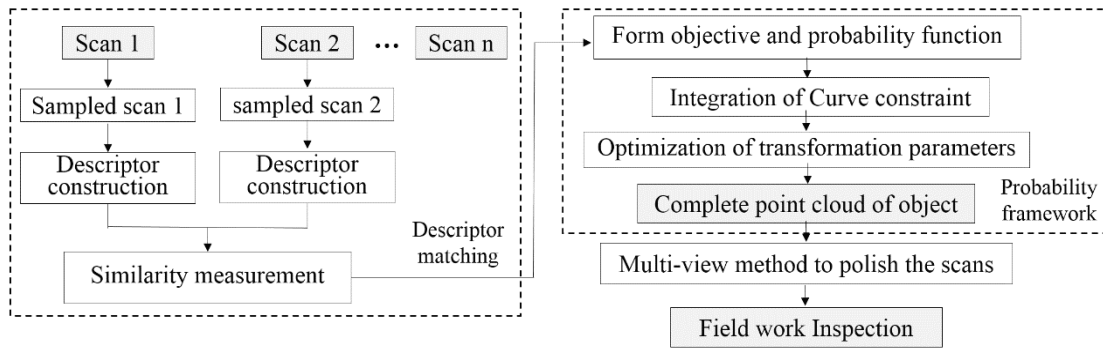 Scan 1
Scan 2
...
Scan n
Sampled scan 1
sampled scan 2
Descriptor
construction
Descriptor
construction
Similarity measurement
Descriptor
matching
Form objective and probability function
Integration of Curve constraint
Optimization of transformation parameters
Complete point cloud of object
Probability
framework
Multi-view method to polish the scans
Field work Inspection